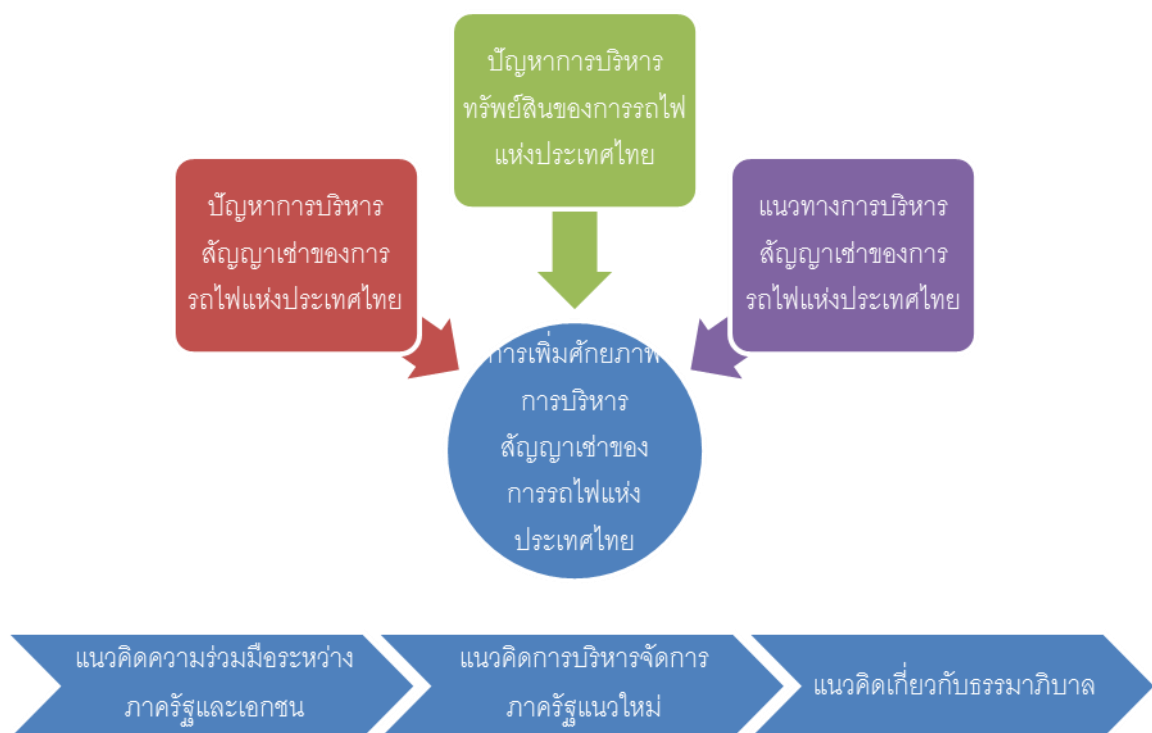 ปัญหาการบริหาร
ทรัพย์สินของการรถไฟ
แห่งประเทศไทย
ปัญหาการบริหาร
สัญญาเช่าของการ
รถไฟแห่งประเทศไทย
แนวทางการบริหาร
สัญญาเช่าของการ
รถไฟแห่งประเทศไทย
การเพิ่มศักยภาพ
การบริหาร
สัญญาเช่าของ
การรถไฟแห่ง
ประเทศไทย
แนวคิดความร่วมมือระหว่าง
ภาครัฐและเอกชน
แนวคิดการบริหารจัดการ
ภาครัฐแนวใหม่
แนวคิดเกี่ยวกับธรรมาภิบาล